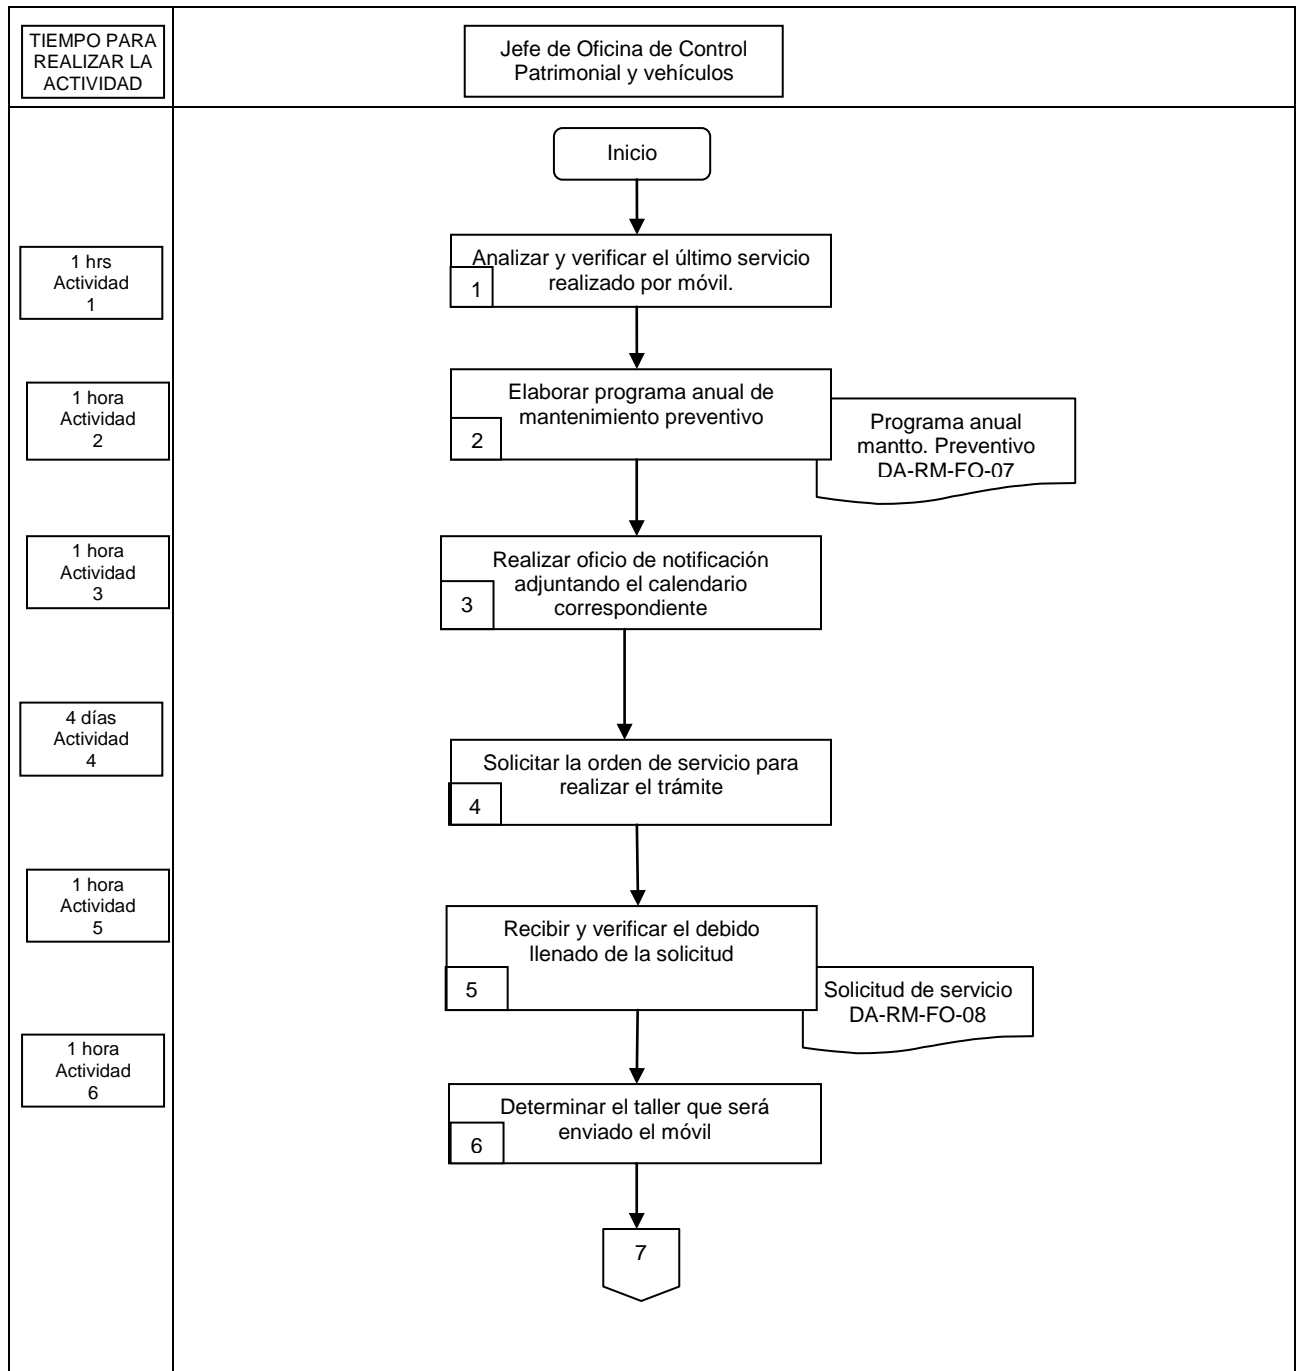 TIEMPO PARA
REALIZAR LA
ACTIVIDAD
Jefe de Oficina de Control
Patrimonial y vehículos
Inicio
1 hrs
Actividad
1
Analizar y verificar el último servicio
realizado por móvil.
1
1 hora
Actividad
2
Elaborar programa anual de
mantenimiento preventivo
2
Programa anual
mantto. Preventivo
DA-RM-FO-07
1 hora
Actividad
3
Realizar oficio de notificación
adjuntando el calendario
correspondiente
3
4 días
Actividad
4
Solicitar la orden de servicio para
realizar el trámite
4
1 hora
Actividad
5
Recibir y verificar el debido
llenado de la solicitud
5
Solicitud de servicio
DA-RM-FO-08
1 hora
Actividad
6
Determinar el taller que será
enviado el móvil
6
7